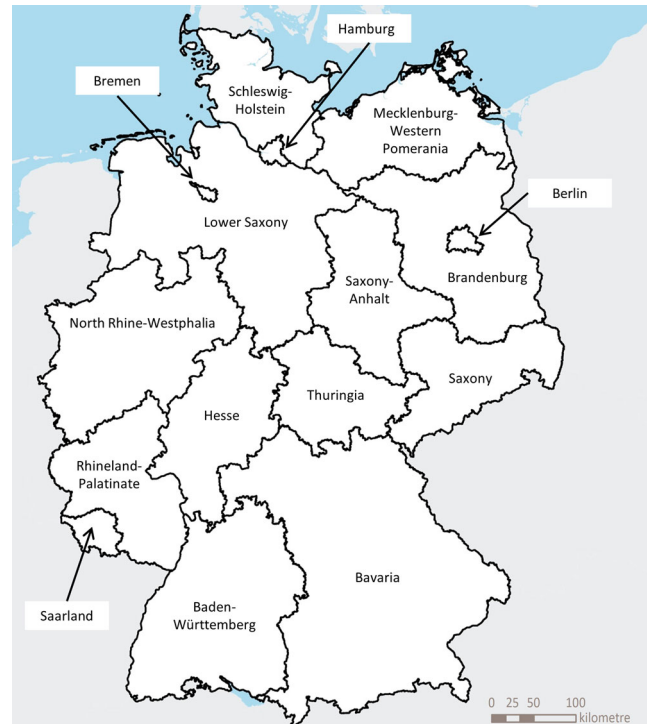 Hamburg
Bremen
Schleswig-
Holstein
Mecklenburg-
Western
Pomerania
Berlin
Lower Saxony
Saxony-
Anhalt
Brandenburg
North Rhine-Westphalia
Saxony
Thuringia
Hesse
Rhineland-
Palatinate
Bavaria
Saarland
Baden-
Württemberg
0 25 50 100
kilometre